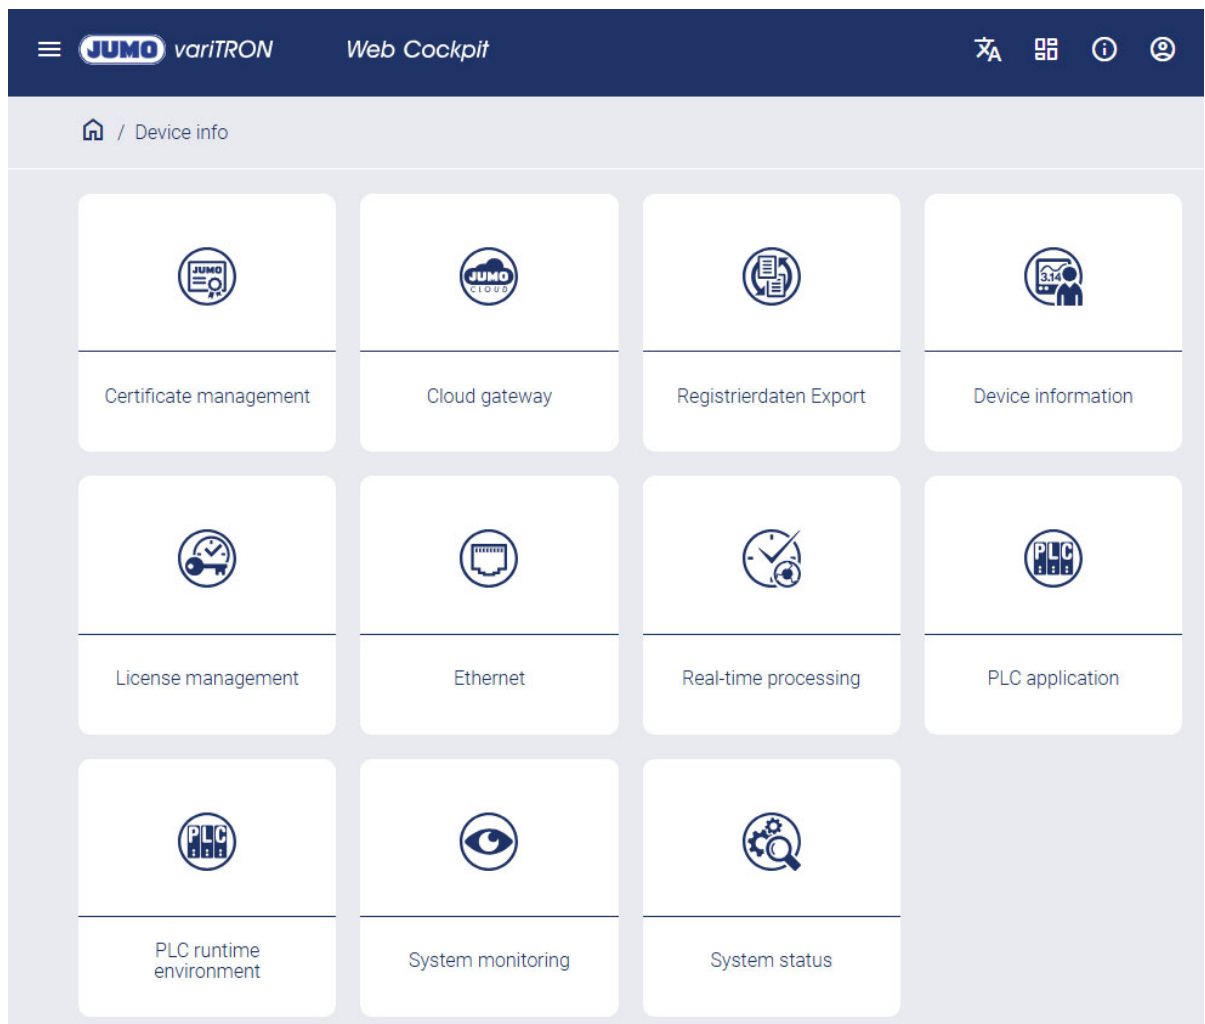 JUMO variTRON Web Cockpit
/ Device info
JUMO
JUMO
CLOUD
3.14
Certificate management
Cloud gateway
Registrierdaten Export
Device information
PLC
License management
Ethernet
Real-time processing
PLC application
PLC
PLC runtime
environment
System monitoring
System status